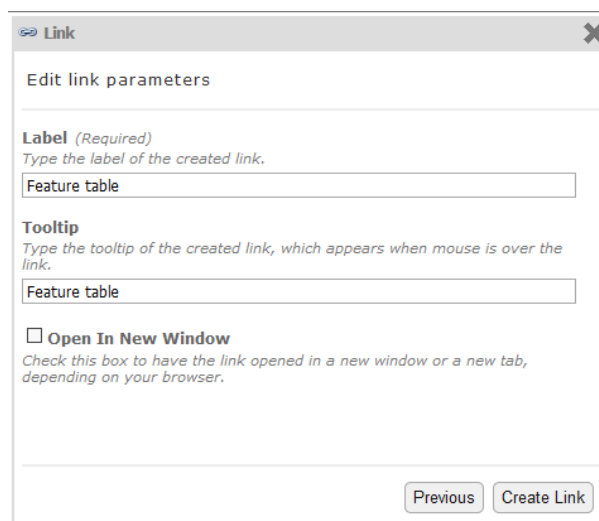 Link
Edit link parameters
Label (Required)
Type the label of the created link.
Feature table
Tooltip
Type the tooltip of the created link, which appears when mouse is over the
link.
Feature table
Open In New Window
Check this box to have the link opened in a new window or a new tab,
depending on your browser.
Previous Create Link